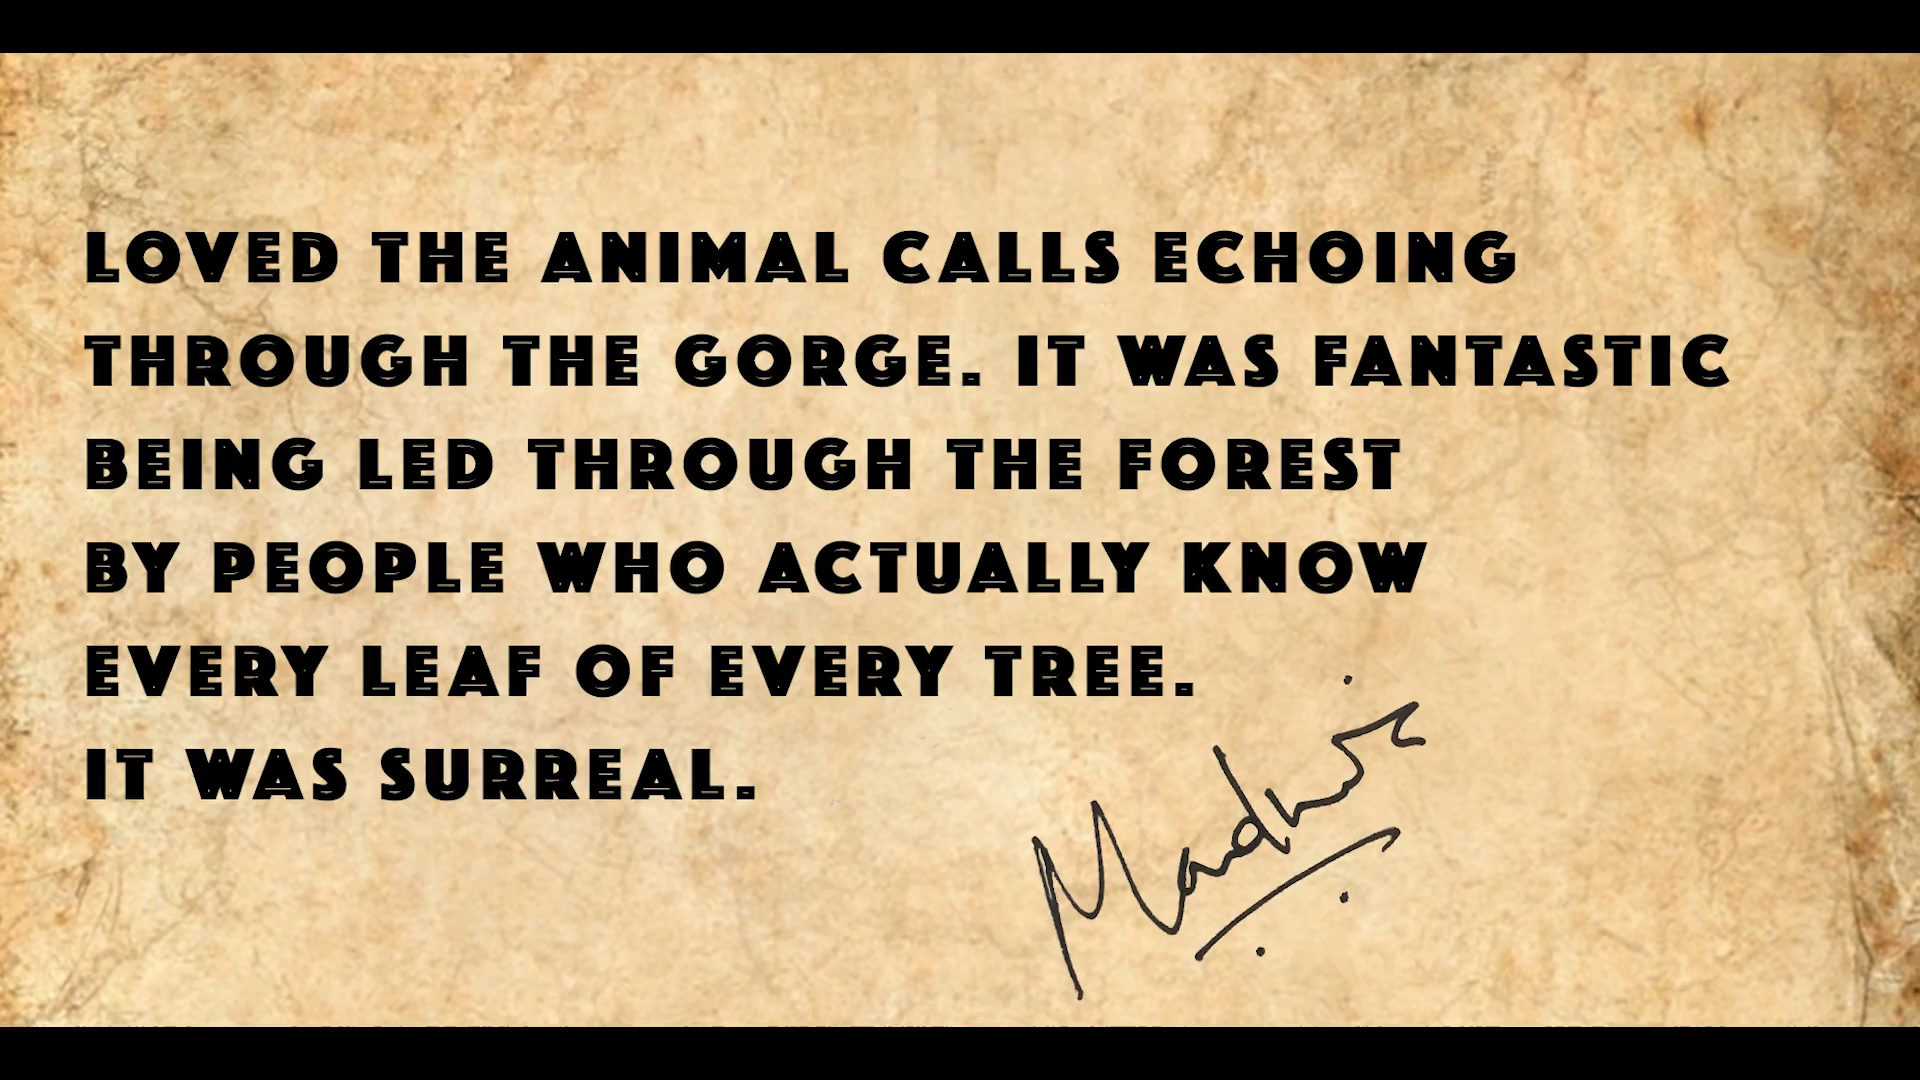 LOVED THE ANIMAL CALLS ECHOING
THROUGH THE GORGE. IT WAS FANTASTIC
BEING LED THROUGH THE FOREST
BY PEOPLE WHO ACTUALLY KNOW
EVERY LEAF OF EVERY TREE.
IT WAS SURREAL.